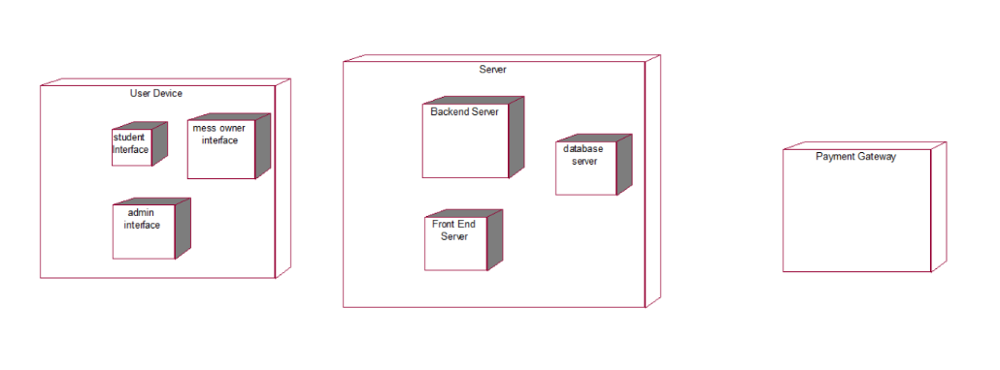 User Device
student
Interface
mess owner
interface
admin
interface
Server
Backend Server
database
server
Front End
Server
Payment Gateway